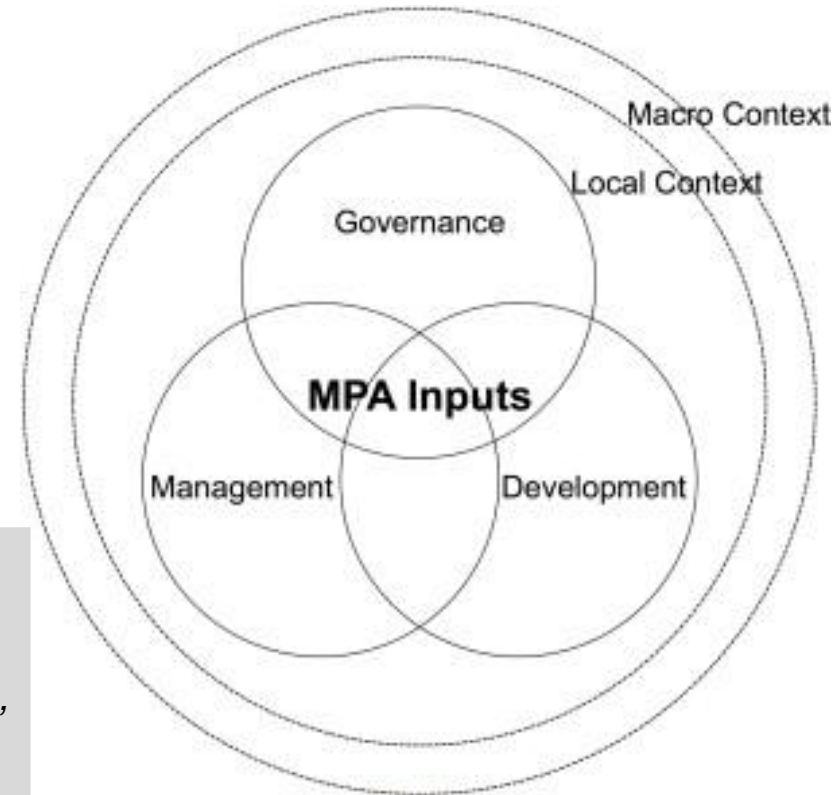 Macro Context
Local Context
Governance
MPA Inputs
Management
Development
,